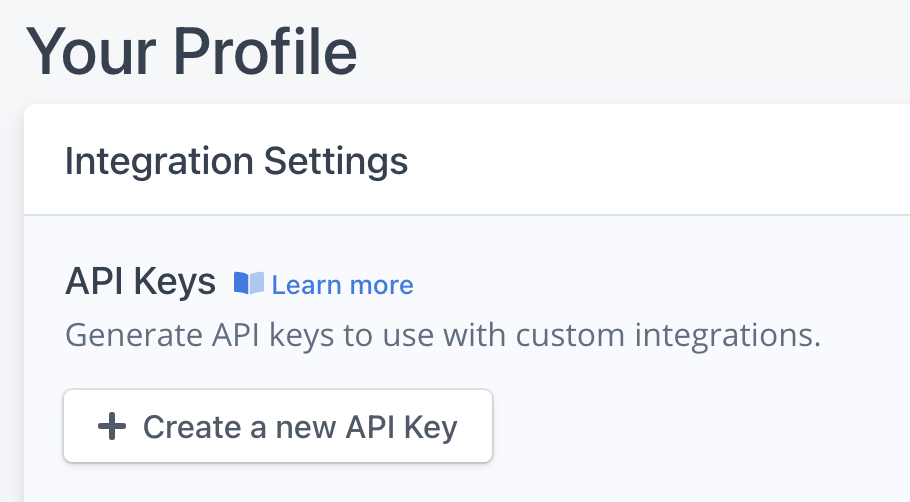 Your Profile
Integration Settings
API Keys Learn more
Generate API keys to use with custom integrations.
Create a new API Key